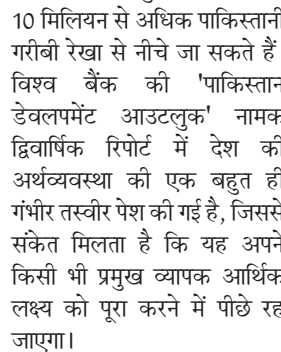 10 मिलियन से अधिक पाकिस्तानी
गरीबी रेखा से नीचे जा सकते हैं
विश्व बैंक की 'पाकिस्तान
डेवलपमेंट आउटलुक' नामक
द्विवार्षिक रिपोर्ट में देश की
अर्थव्यवस्था की एक बहुत ही
गंभीर तस्वीर पेश की गई है, जिससे
संकेत मिलता है कि यह अपने
किसी भी प्रमुख व्यापक आर्थिक
लक्ष्य को पूरा करने में पीछे रह
जाएगा।